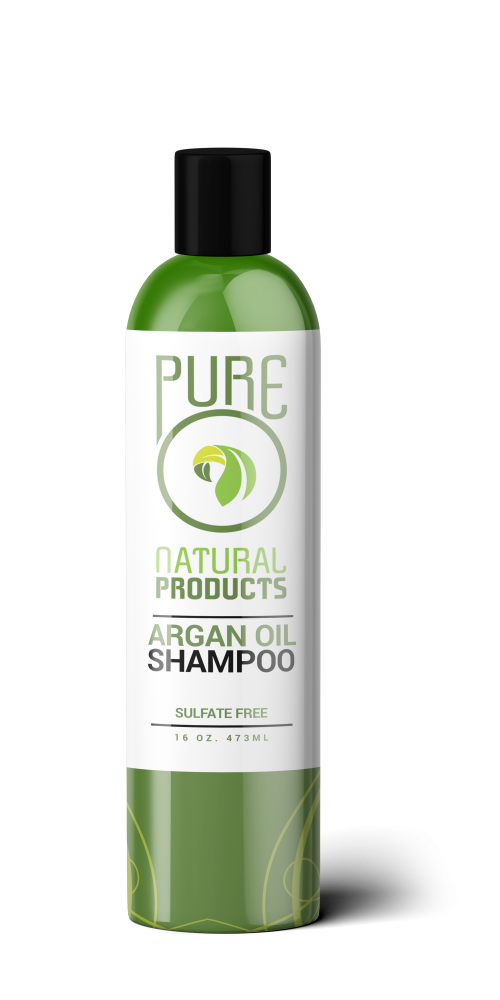 PURE
NATURAL
PRODUCTS
ARGAN OIL
SHAMPOO
SULFATE FREE
16 OZ. 473ML